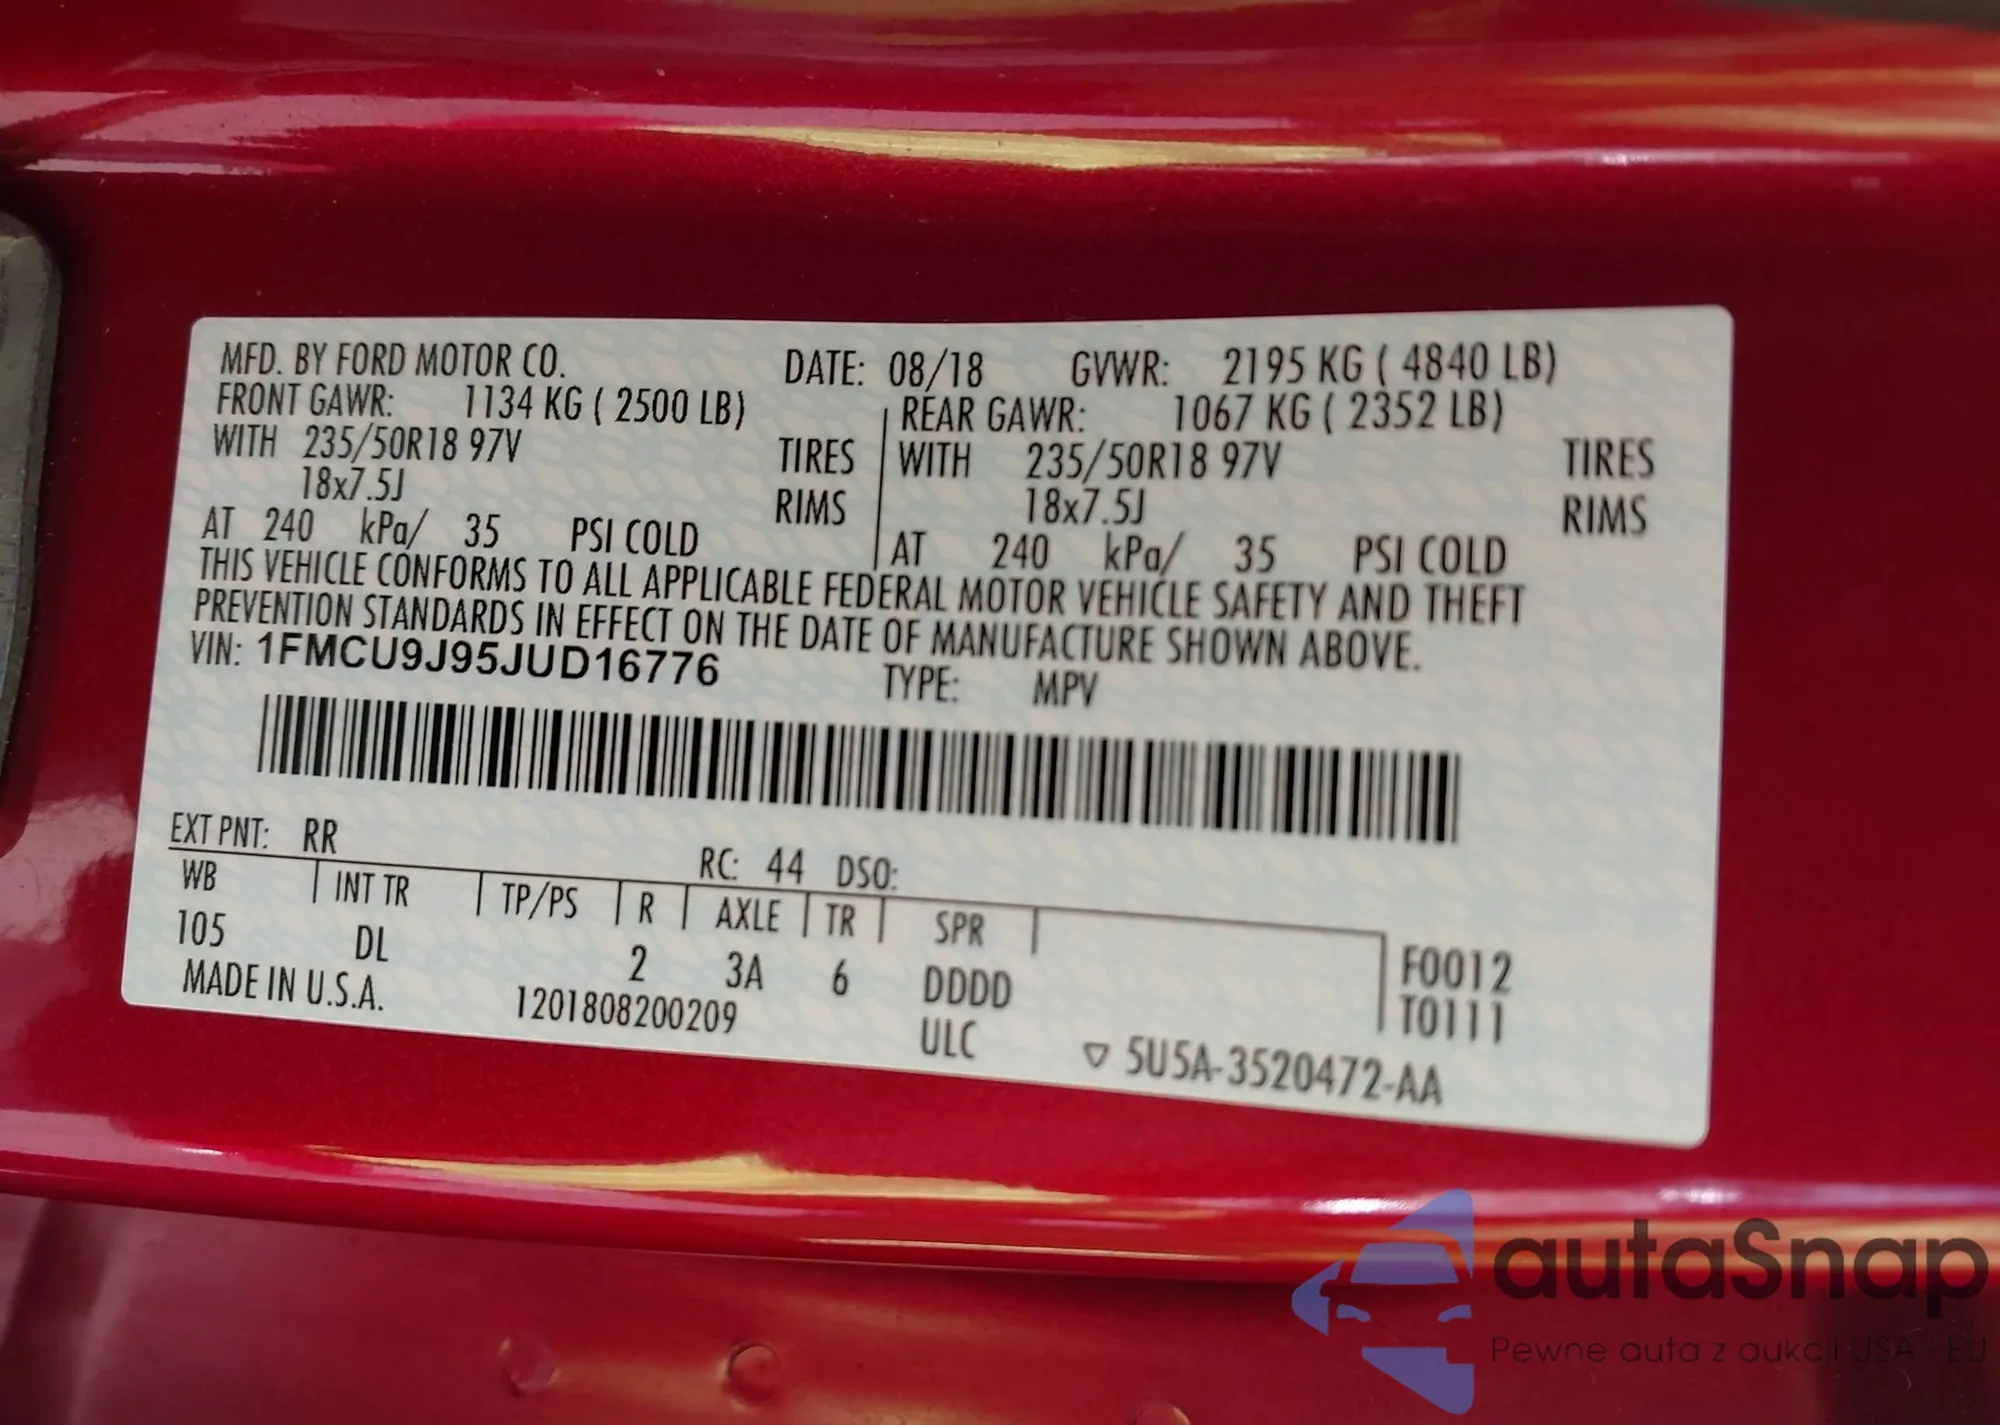 MFD. BY FORD MOTOR CO. DATE: 08/18 GVWR: 2195 KG ( 4840 LB)
FRONT GAWR: 1134 KG ( 2500 LB) REAR GAWR: 1067 KG ( 2352 LB)
WITH 235/50R18 97V TIRES WITH 235/50R18 97V TIRES
18x7.5J RIMS 18x7.5J RIMS
AT 240 kPa/ 35 PSI COLD AT 240 kPa/ 35 PSI COLD
THIS VEHICLE CONFORMS TO ALL APPLICABLE FEDERAL MOTOR VEHICLE SAFETY AND THEFT
PREVENTION STANDARDS IN EFFECT ON THE DATE OF MANUFACTURE SHOWN ABOVE.
VIN: 1FMCU9J95JUD16776 TYPE: MPV
EXT PNT: RR RC: 44 DSO:
WB INT TR TP/PS R AXLE TR SPR
105 DL 2 3A 6 DDDD F0012
MADE IN U.S.A. 1201808200209 ULC T0111
▽ 5U5A-3520472-AA
autaSnap
Pewne auta z aukcji USA - EU